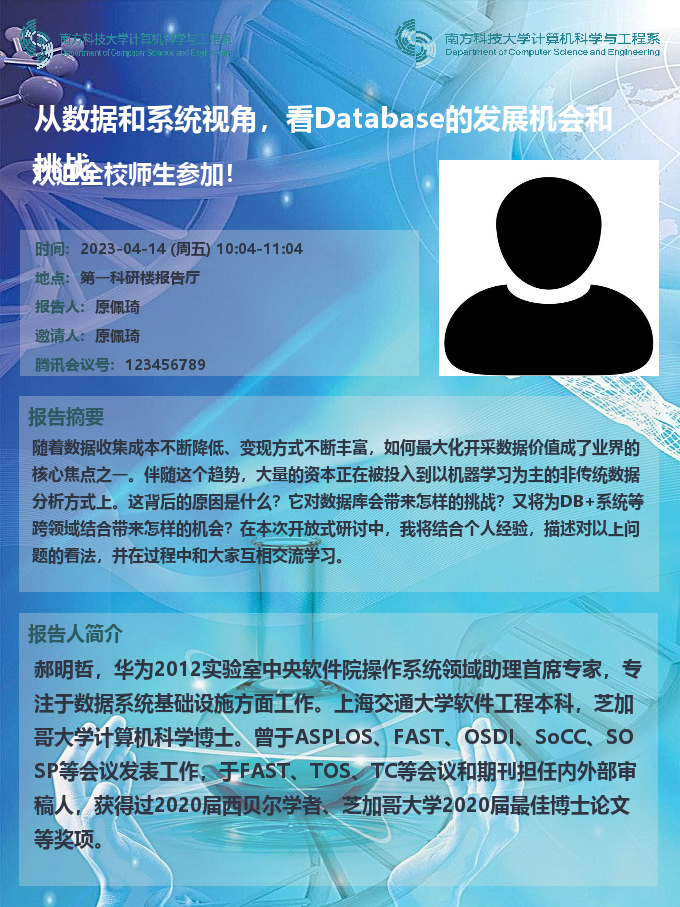 南方科技大学计算机科学与工程系
Department of Computer Science and Engineering
南方科技大学计算机科学与工程系
Department of Computer Science and Engineering
从数据和系统视角，看Database的发展机会和
挑战
欢迎全校师生参加！
时间：2023-04-14 (周五) 10:04-11:04
地点：第一科研楼报告厅
报告人：原佩琦
邀请人：原佩琦
腾讯会议号：123456789
报告摘要
随着数据收集成本不断降低、变现方式不断丰富，如何最大化开采数据价值成了业界的
核心焦点之一。伴随这个趋势，大量的资本正在被投入到以机器学习为主的非传统数据
分析方式上。这背后的原因是什么？它对数据库会带来怎样的挑战？又将为DB+系统等
跨领域结合带来怎样的机会？在本次开放式研讨中，我将结合个人经验，描述对以上问
题的看法，并在过程中和大家互相交流学习。
报告人简介
郝明哲，华为2012实验室中央软件院操作系统领域助理首席专家，专
注于数据系统基础设施方面工作。上海交通大学软件工程本科，芝加
哥大学计算机科学博士。曾于ASPLOS、FAST、OSDI、SoCC、SO
SP等会议发表工作，于FAST、TOS、TC等会议和期刊担任内外部审
稿人，获得过2020届西贝尔学者、芝加哥大学2020届最佳博士论文
等奖项。